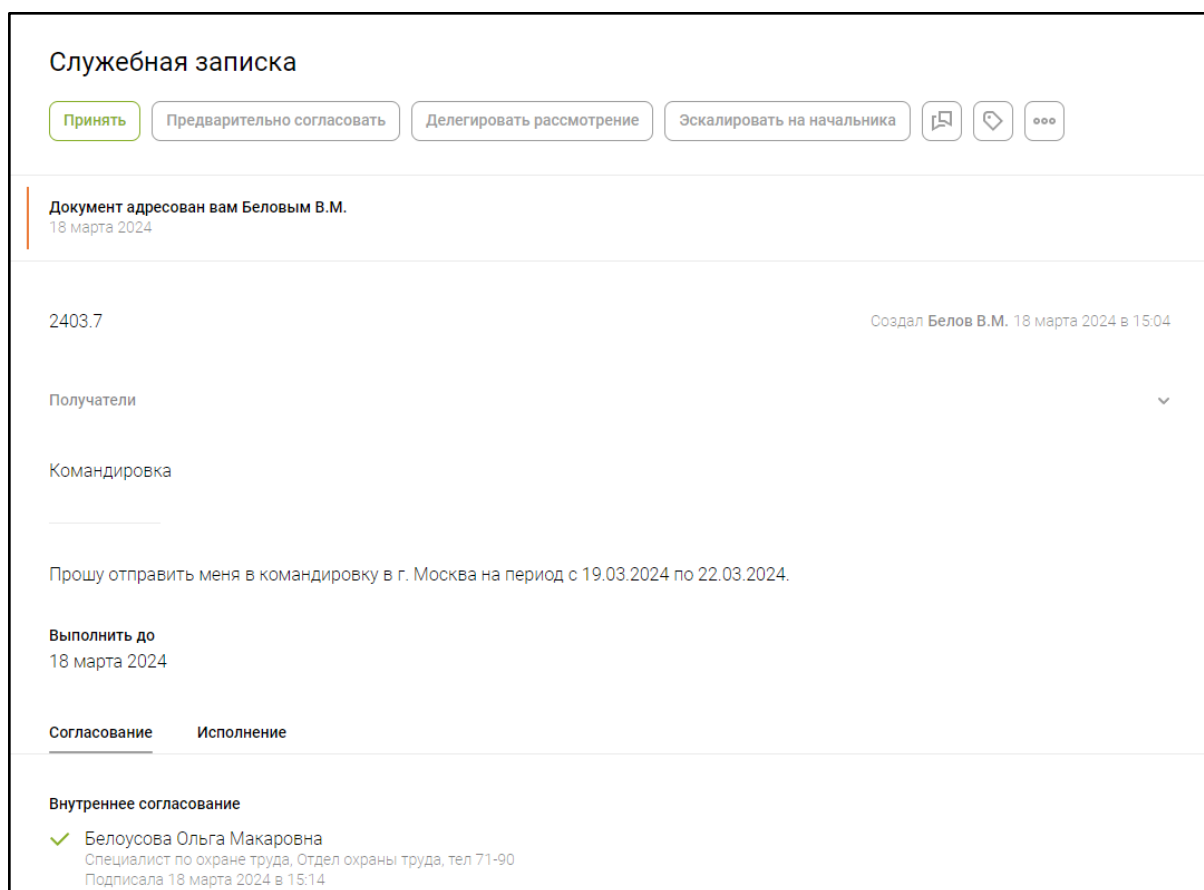 Служебная записка
Принять Предварительно согласовать Делегировать рассмотрение Эскалировать на начальника
Документ адресован вам Беловым В.М.
18 марта 2024
2403.7 Создал Белов В.М. 18 марта 2024 в 15:04
Получатели
Командировка
Прошу отправить меня в командировку в г. Москва на период с 19.03.2024 по 22.03.2024.
Выполнить до
18 марта 2024
Согласование Исполнение
Внутреннее согласование
Белоусова Ольга Макаровна
Специалист по охране труда, Отдел охраны труда, тел 71-90
Подписала 18 марта 2024 в 15:14